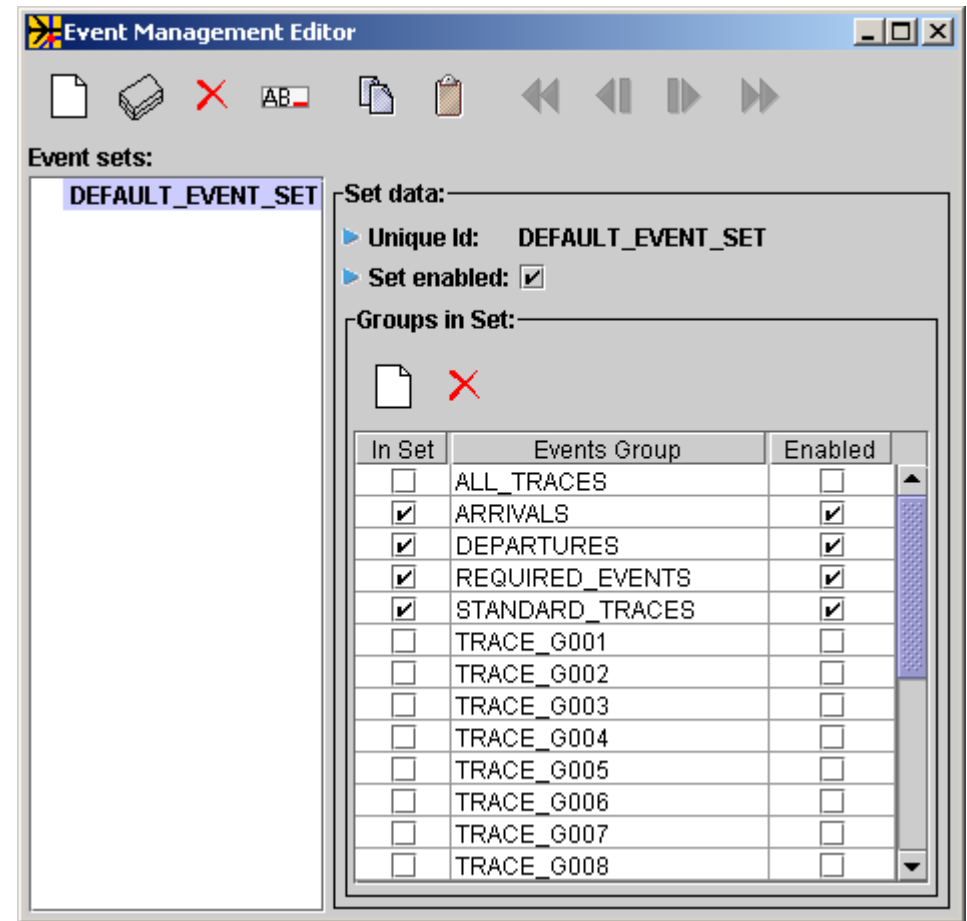 Event Management Editor
AB
Event sets:
DEFAULT_EVENT_SET
Set data:
Unique Id: DEFAULT_EVENT_SET
Set enabled:
Groups in Set:
In Set Events Group Enabled
ALL_TRACES
ARRIVALS
DEPARTURES
REQUIRED_EVENTS
STANDARD_TRACES
TRACE_G001
TRACE_G002
TRACE_G003
TRACE_G004
TRACE_G005
TRACE_G006
TRACE_G007
TRACE_G008